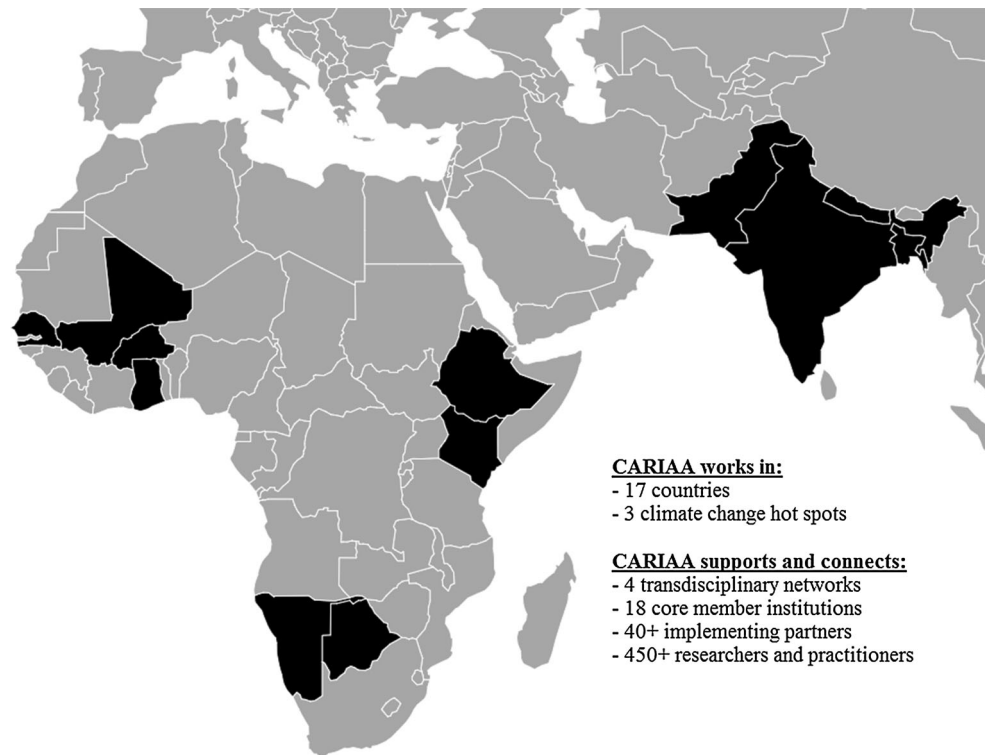 CARIAA works in:
- 17 countries
- 3 climate change hot spots
CARIAA supports and connects:
- 4 transdisciplinary networks
- 18 core member institutions
- 40+ implementing partners
- 450+ researchers and practitioners